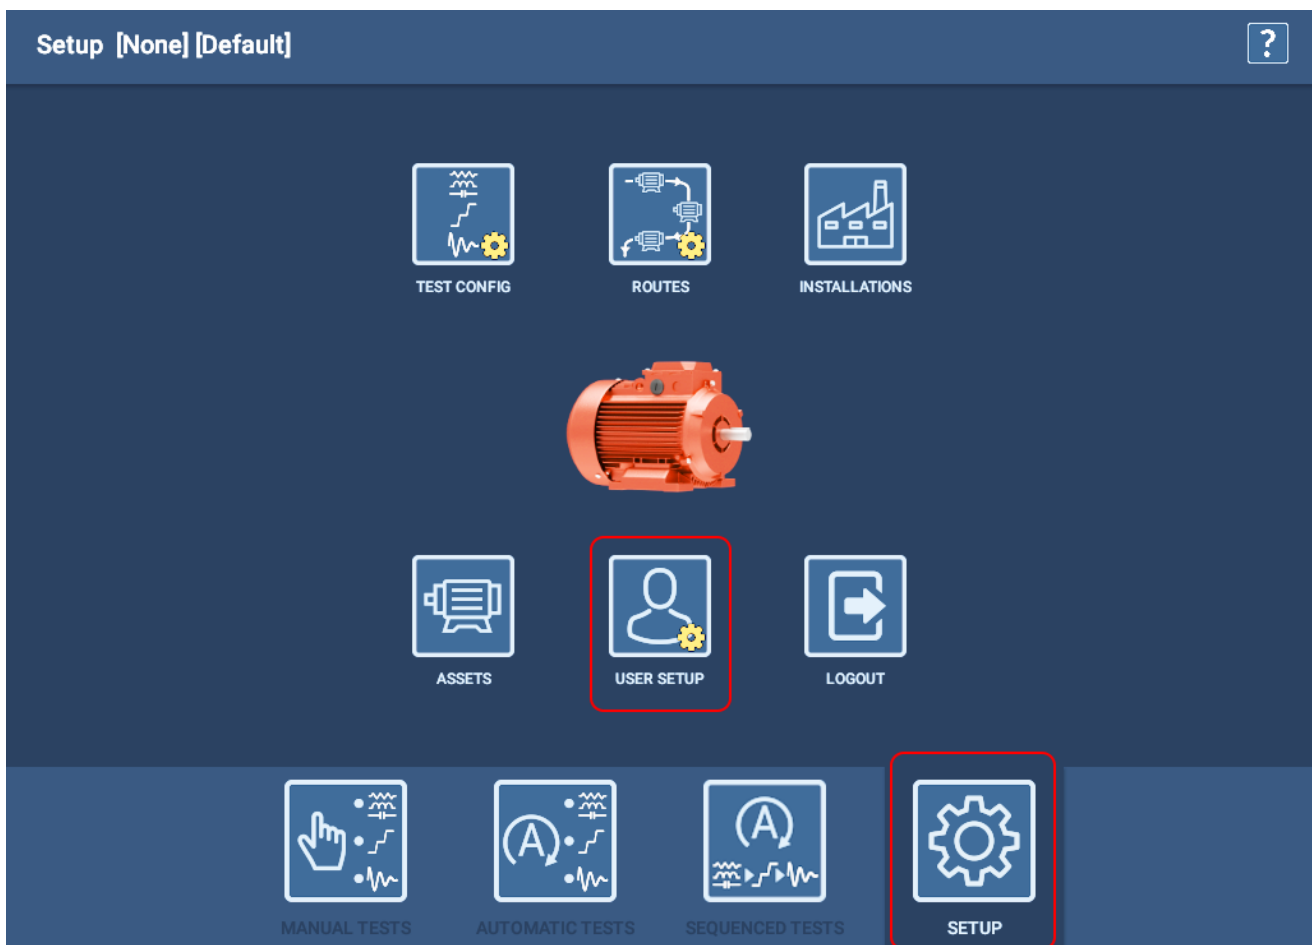 Setup [None] [Default]
?
TEST CONFIG
ROUTES
INSTALLATIONS
ASSETS
USER SETUP
LOGOUT
A
A
MANUAL TESTS
AUTOMATIC TESTS
SEQUENCED TESTS
SETUP